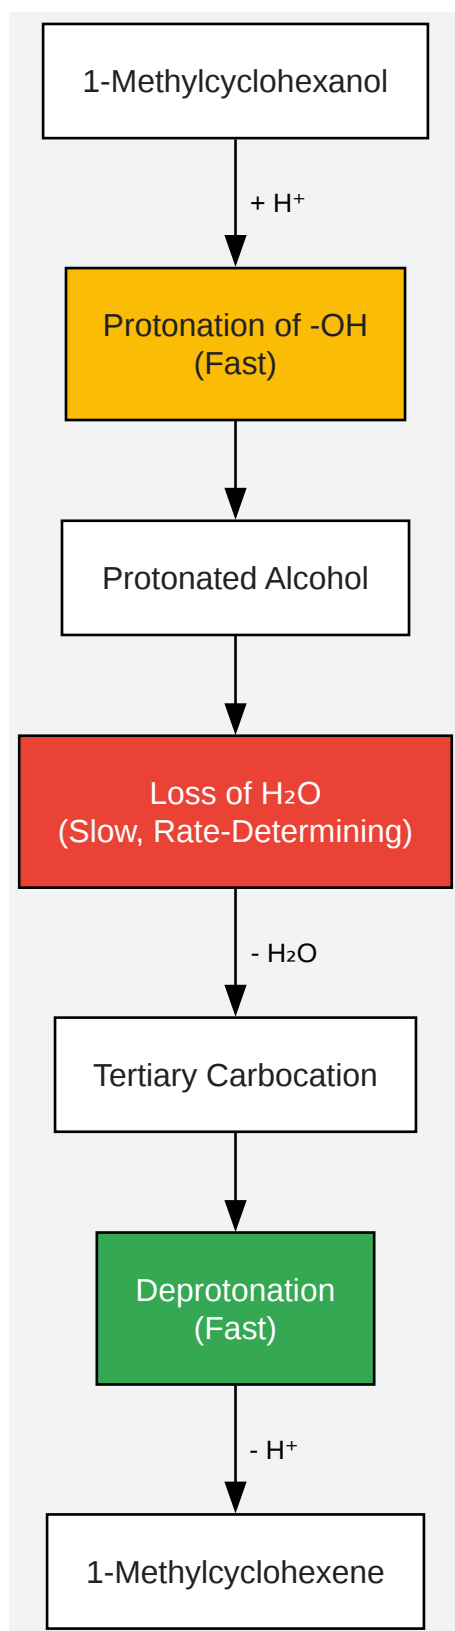 1-Methylcyclohexanol
+ H⁺
Protonation of -OH
(Fast)
Protonated Alcohol
Loss of H₂O
(Slow, Rate-Determining)
- H₂O
Tertiary Carbocation
Deprotonation
(Fast)
- H⁺
1-Methylcyclohexene